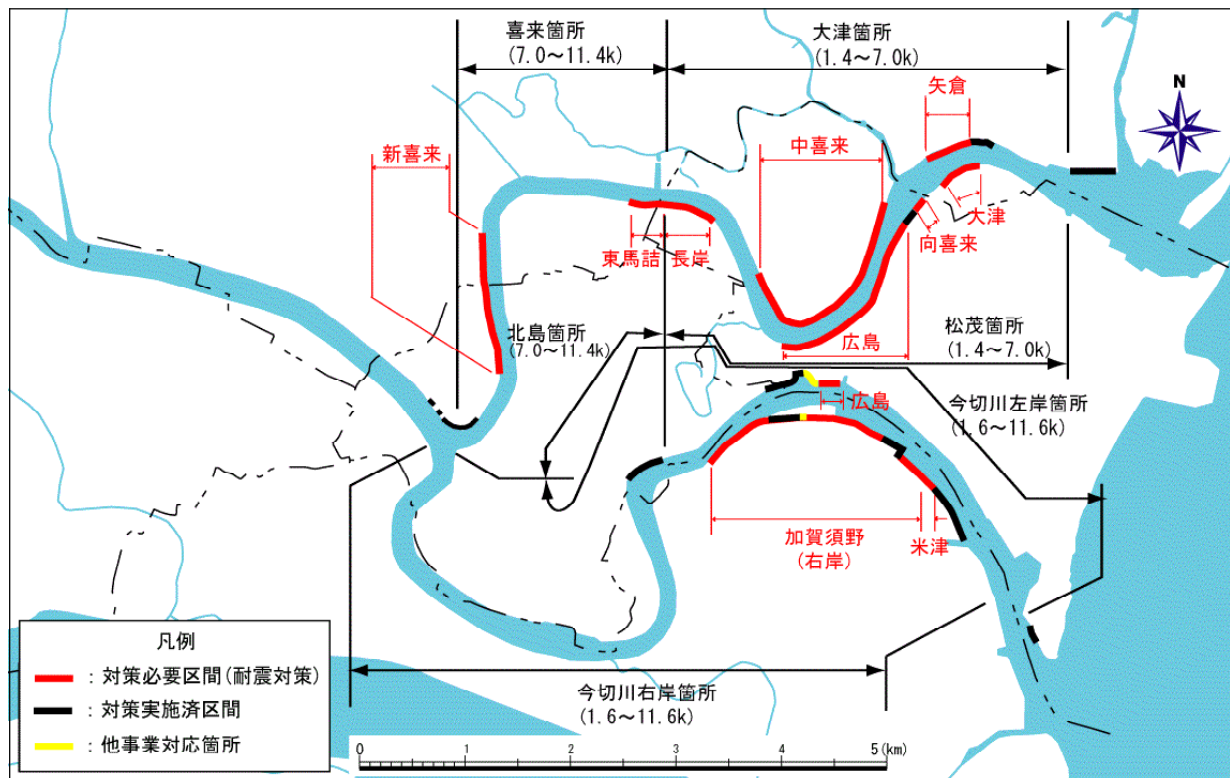 喜来箇所
(7.0～11.4k)
大津箇所
(1.4～7.0k)
N
矢倉
中喜来
新喜来
大津
向喜来
東馬詰
長岸
北島箇所
(7.0～11.4k)
松茂箇所
(1.4～7.0k)
広島
広島
今切川左岸箇所
(1.6～11.6k)
加賀須野
(右岸)
米津
凡例
：対策必要区間(耐震対策)
：対策実施済区間
：他事業対応箇所
今切川右岸箇所
(1.6～11.6k)
0 1 2 3 4 5(km)